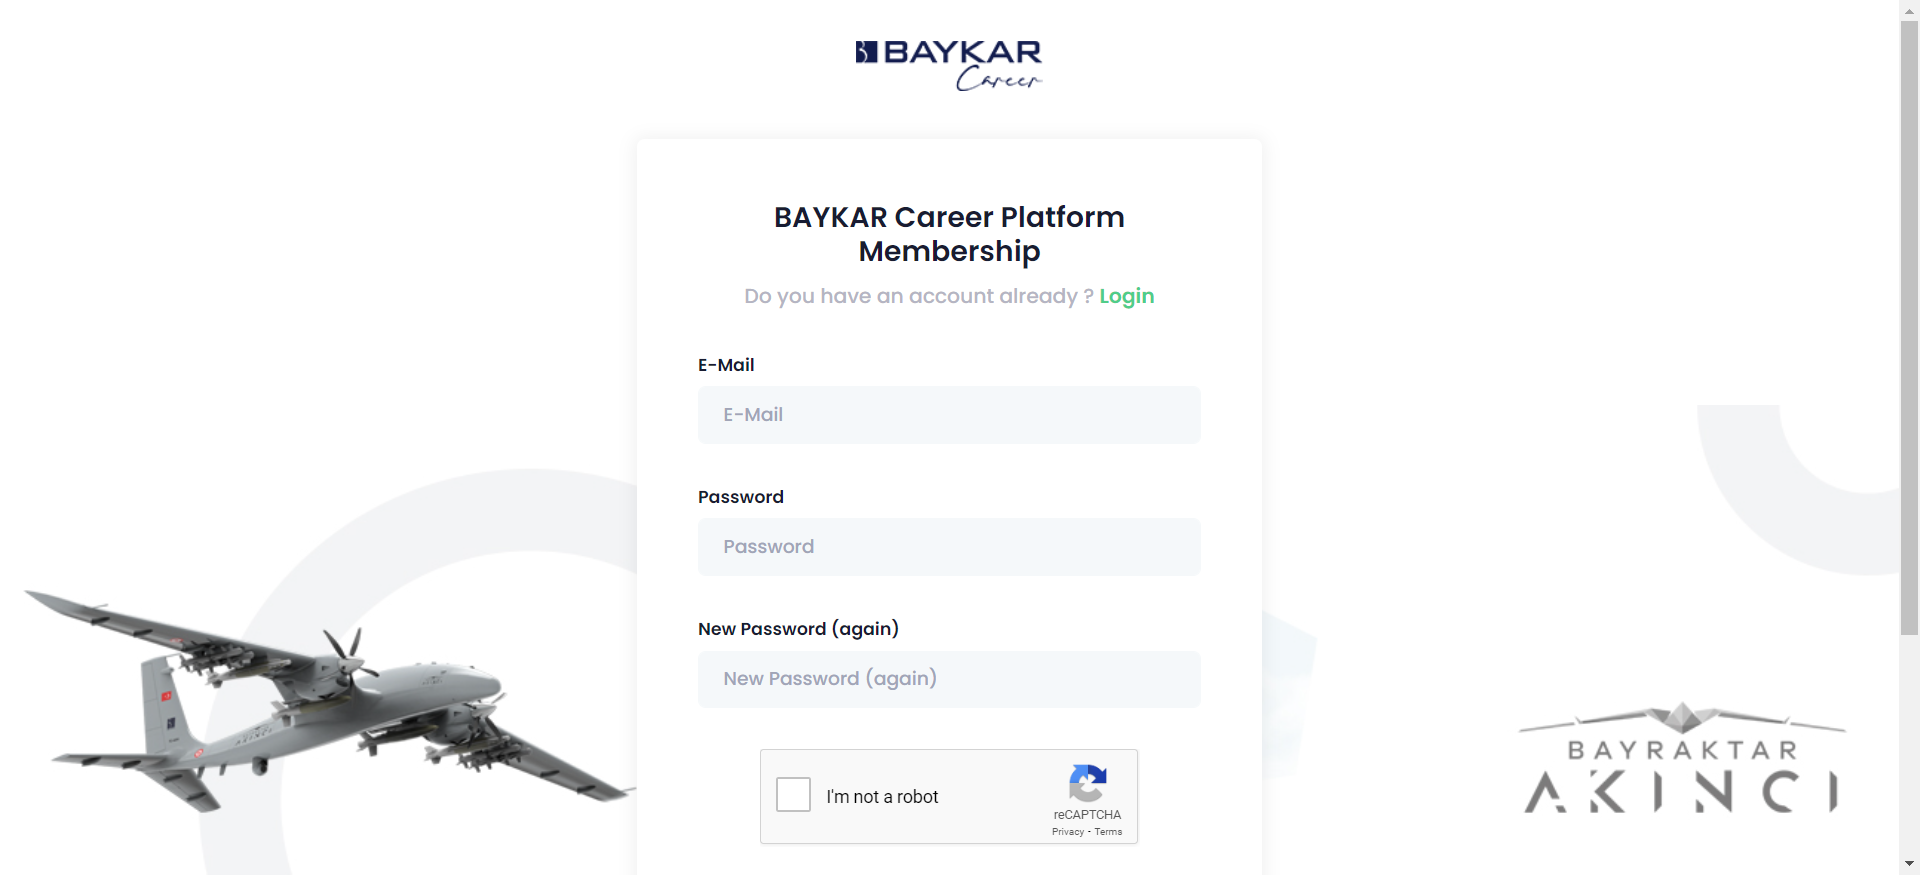 BAYKAR
Career
BAYKAR Career Platform
Membership
Do you have an account already ? Login
E-Mail
E-Mail
Password
Password
New Password (again)
New Password (again)
I'm not a robot
reCAPTCHA
Privacy - Terms
AKINCI
BAYRAKTAR
AKINCI